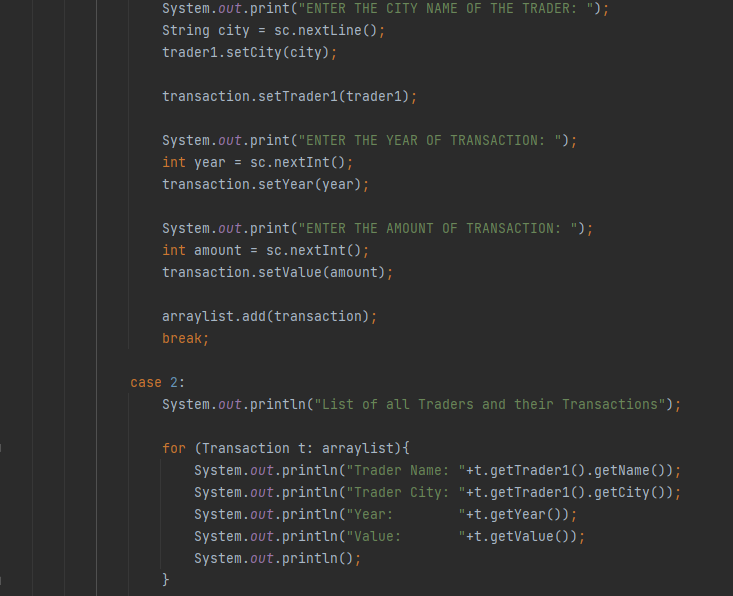 System.out.print("ENTER THE CITY NAME OF THE TRADER: ");
String city = sc.nextLine();
trader1.setCity(city);
transaction.setTrader1(trader1);
System.out.print("ENTER THE YEAR OF TRANSACTION: ");
int year = sc.nextInt();
transaction.setYear(year);
System.out.print("ENTER THE AMOUNT OF TRANSACTION: ");
int amount = sc.nextInt();
transaction.setValue(amount);
arraylist.add(transaction);
break;
case 2:
System.out.println("List of all Traders and their Transactions");
for (Transaction t: arraylist){
System.out.println("Trader Name: "+t.getTrader1().getName());
System.out.println("Trader City: "+t.getTrader1().getCity());
System.out.println("Year:        "+t.getYear());
System.out.println("Value:       "+t.getValue());
System.out.println();
}